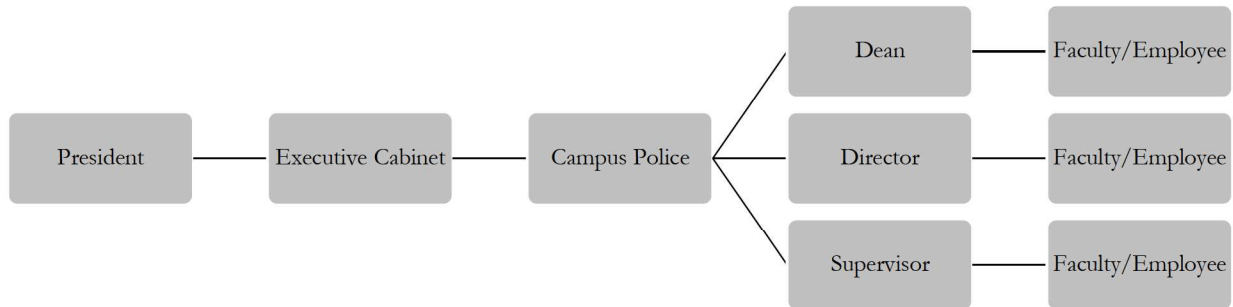 Dean
Faculty/Employee
President
Executive Cabinet
Campus Police
Director
Faculty/Employee
Supervisor
Faculty/Employee